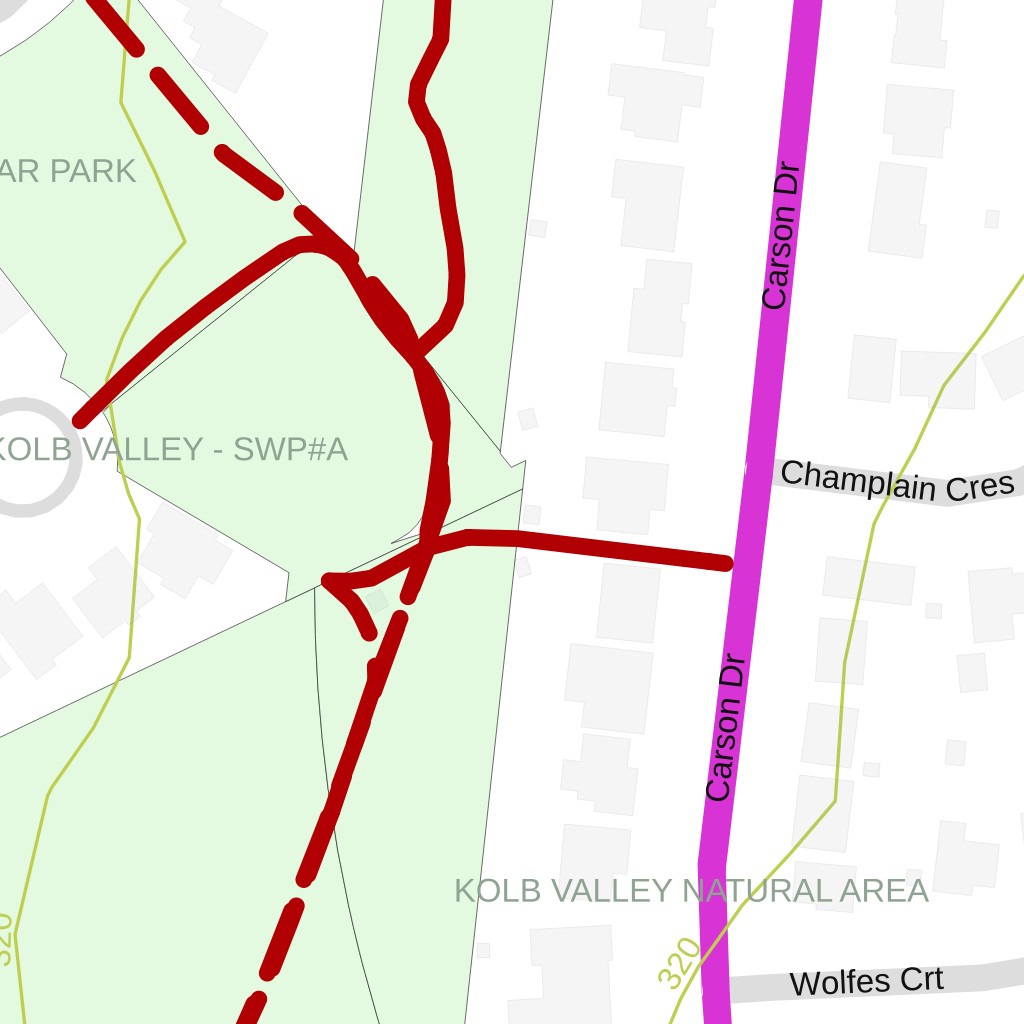 AR PARK
Carson Dr
KOLB VALLEY - SWP#A
Champlain Cres
Carson Dr
KOLB VALLEY NATURAL AREA
320
320
Wolfes Crt